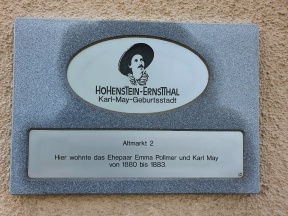 HOHENSTEIN-ERNSTTHAL
Karl-May-Geburtsstadt
Altmarkt 2
Hier wohnte das Ehepaar Emma Pollmer und Karl May
von 1880 bis 1883.